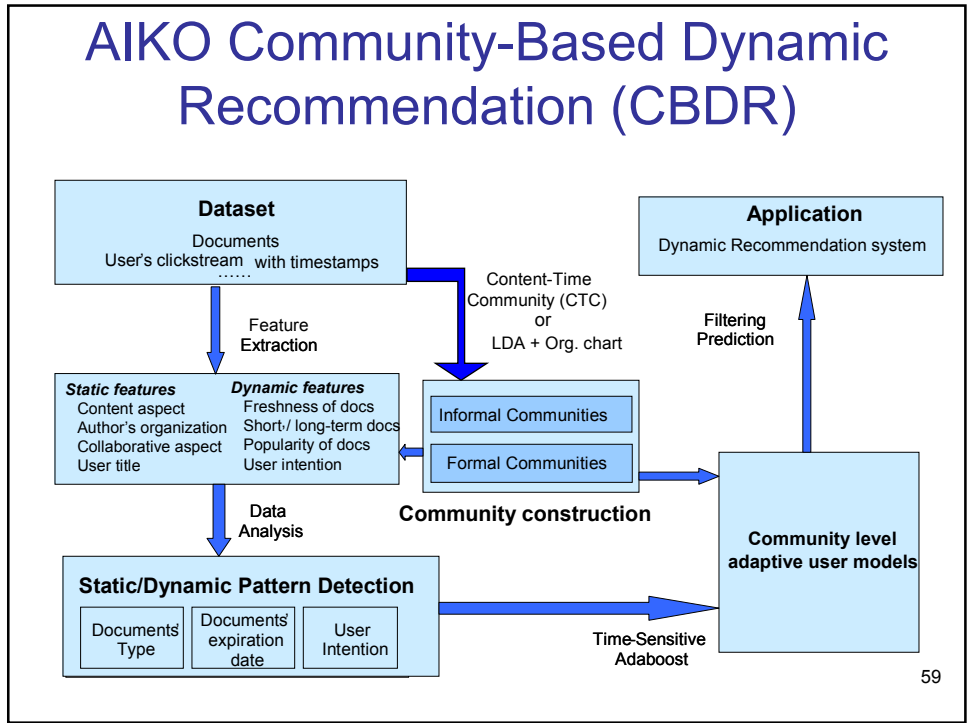 AIKO Community-Based Dynamic
Recommendation (CBDR)
Dataset
Documents
User's clickstream with timestamps
......
Feature
Extraction
Content-Time
Community (CTC)
or
LDA + Org. chart
Application
Dynamic Recommendation system
Filtering
Prediction
Static features
Content aspect
Author's organization
Collaborative aspect
User title
Dynamic features
Freshness of docs
Short-/ long-term docs
Popularity of docs
User intention
Informal Communities
Formal Communities
Community construction
Data
Analysis
Static/Dynamic Pattern Detection
Documents'
Type
Documents'
expiration
date
User
Intention
Time-Sensitive
Adaboost
Community level
adaptive user models
59